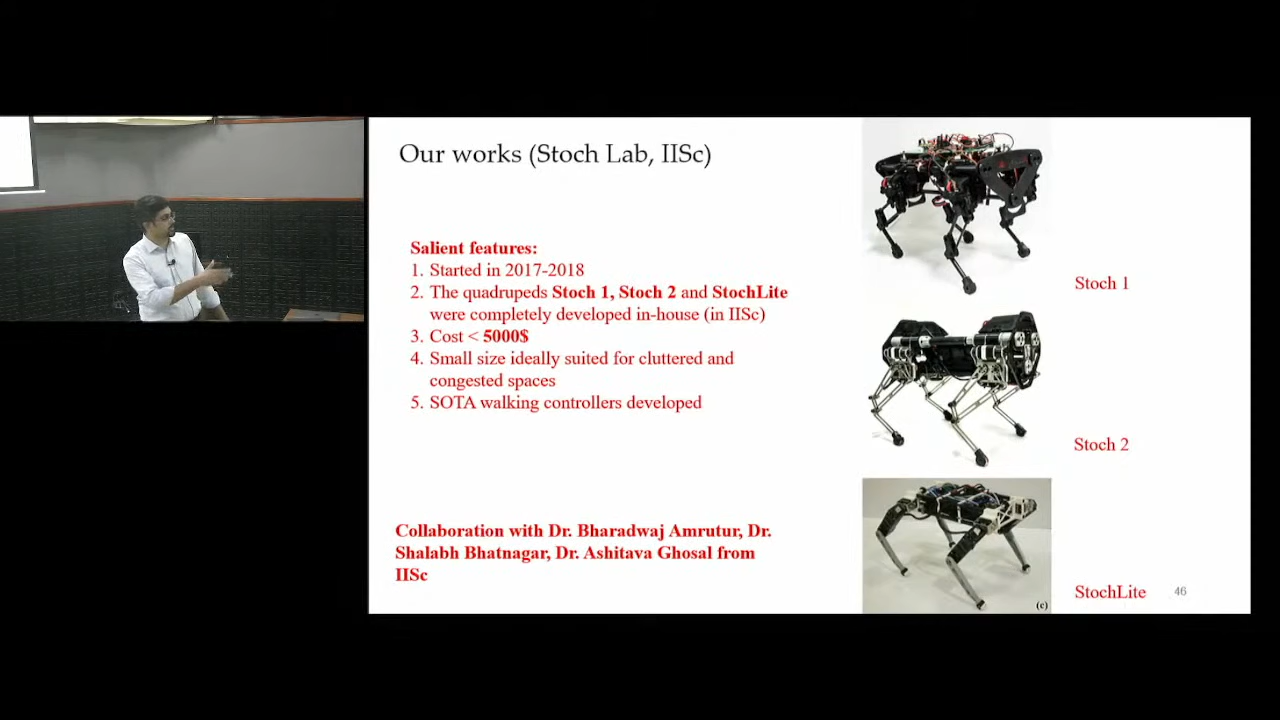 Our works (Stoch Lab, IISc)
Salient features:
1. Started in 2017-2018
2. The quadrupeds Stoch 1, Stoch 2 and StochLite
were completely developed in-house (in IISc)
3. Cost < 5000$
4. Small size ideally suited for cluttered and
congested spaces
5. SOTA walking controllers developed
Collaboration with Dr. Bharadwaj Amrutur, Dr.
Shalabh Bhatnagar, Dr. Ashitava Ghosal from
IISc
Stoch 1
Stoch 2
(c)
StochLite
46